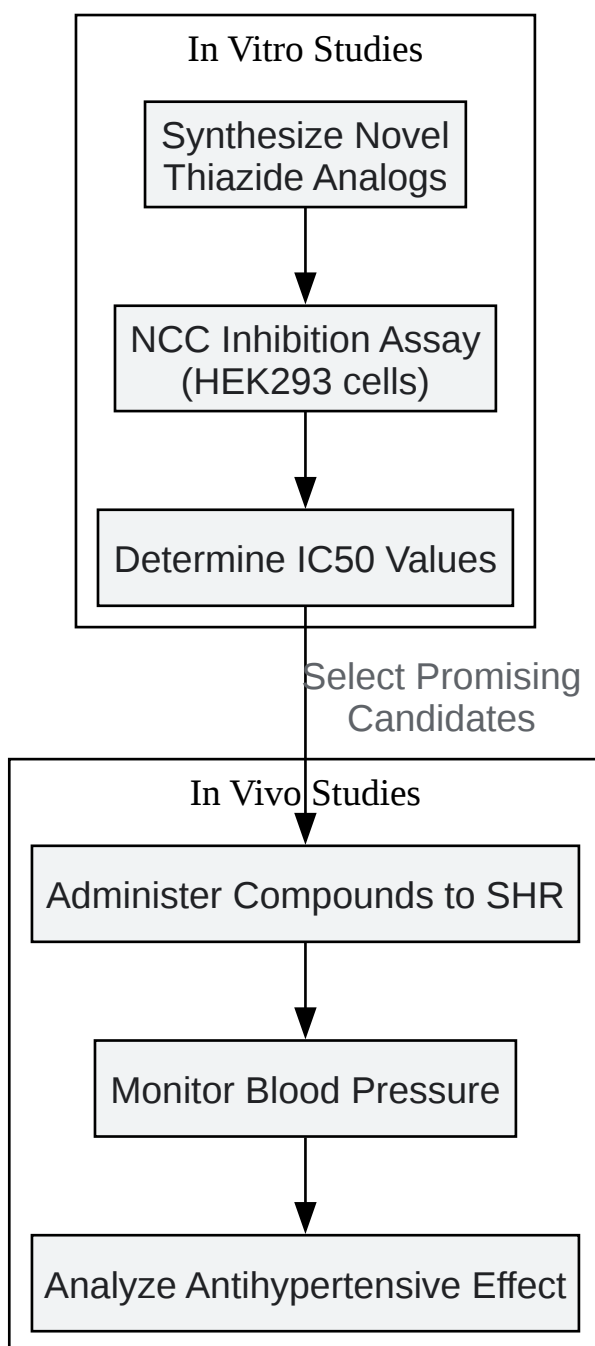 In Vitro Studies
Synthesize Novel
Thiazide Analogs
NCC Inhibition Assay
(HEK293 cells)
Determine IC50 Values
Select Promising
Candidates
In Vivo Studies
Administer Compounds to SHR
Monitor Blood Pressure
Analyze Antihypertensive Effect